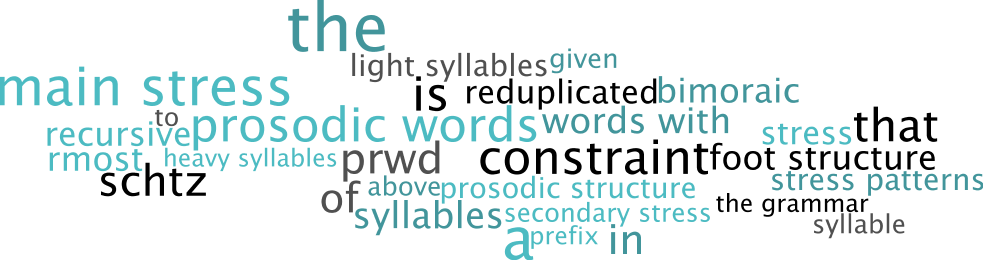 the
light syllables given
main stress is reduplicated bimoraic
to
recursive prosodic words words with stress that
rmost heavy syllables prwd constraint foot structure
schtz of above prosodic structure stress patterns
syllables secondary stress the grammar
syllable
a prefix in